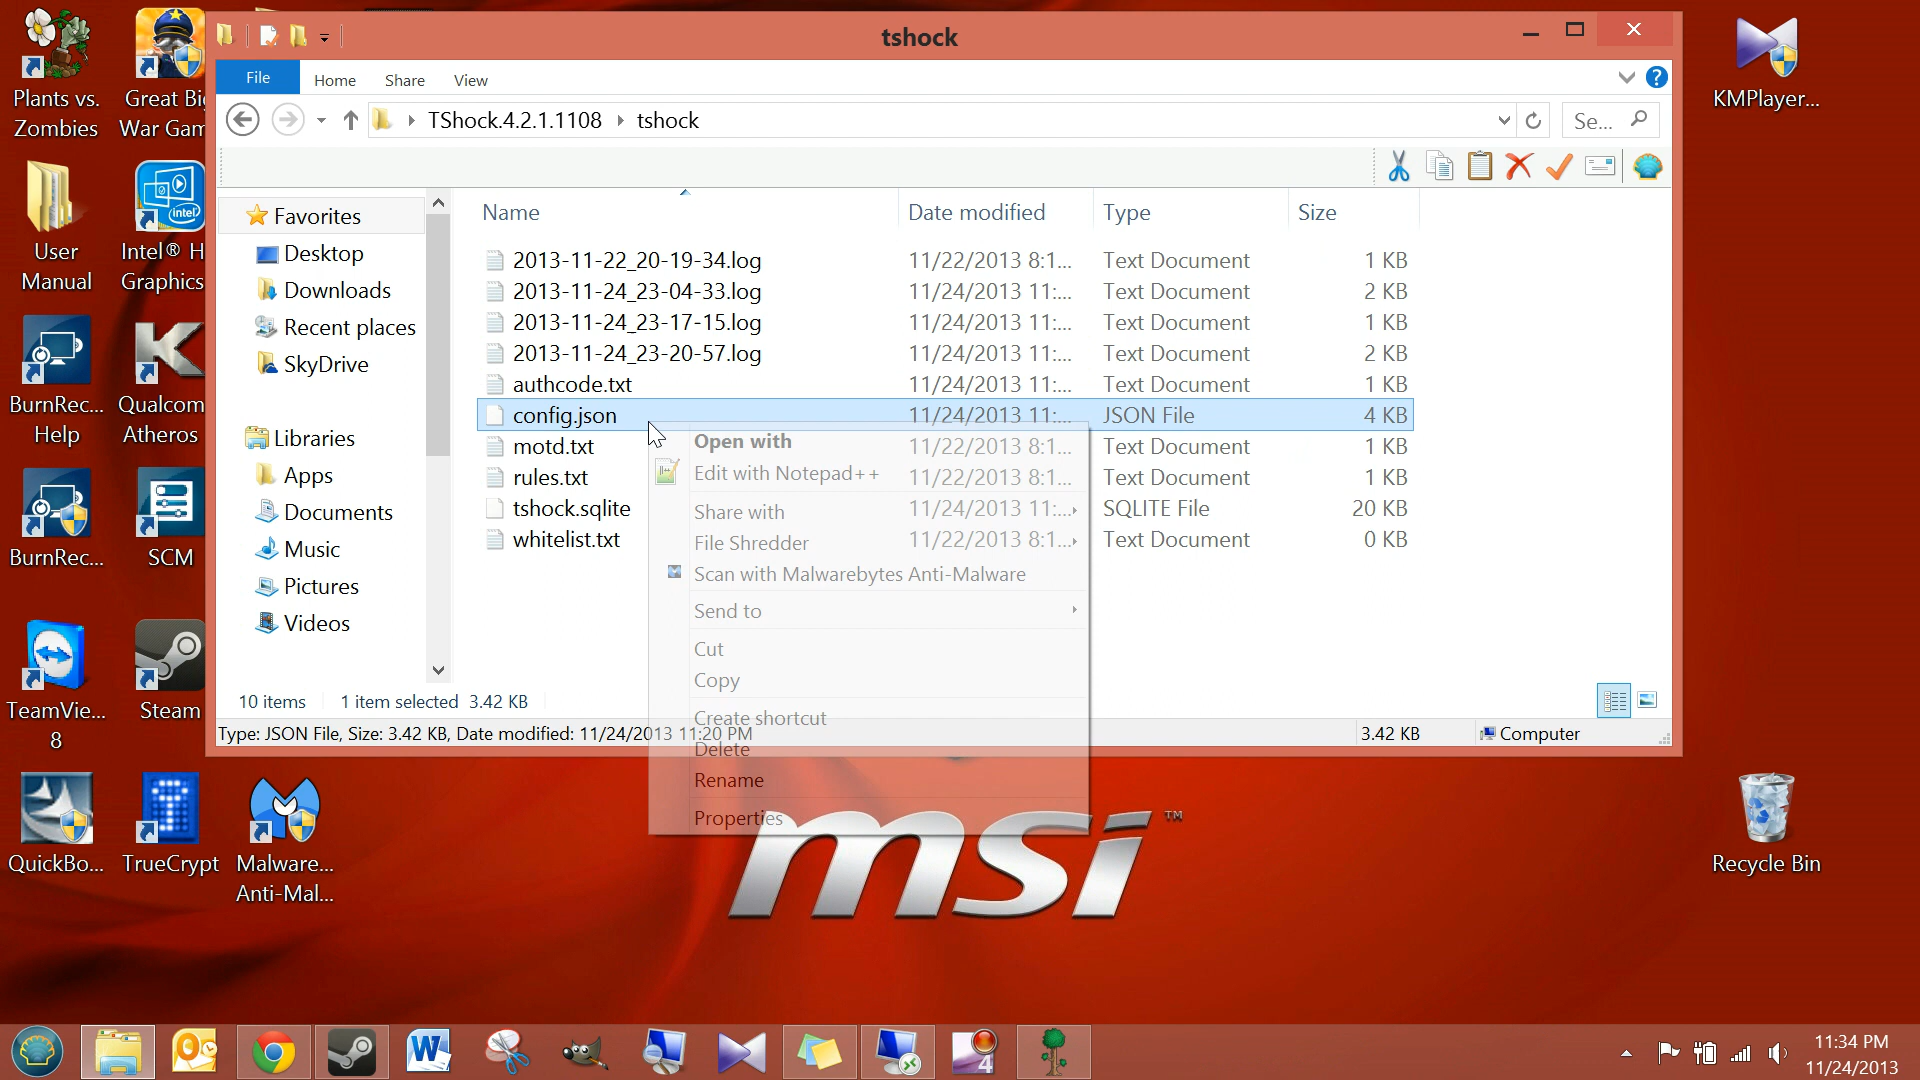 tshock
File
Home
Share
View
TShock.4.2.1.1108
tshock
Se...
Name
Date modified
Type
Size
Favorites
Desktop
Downloads
Recent places
SkyDrive
Libraries
Apps
Documents
Music
Pictures
Videos
2013-11-22_20-19-34.log 11/22/2013 8:1... Text Document 1 KB
2013-11-24_23-04-33.log 11/24/2013 11:... Text Document 2 KB
2013-11-24_23-17-15.log 11/24/2013 11:... Text Document 1 KB
2013-11-24_23-20-57.log 11/24/2013 11:... Text Document 2 KB
authcode.txt 11/24/2013 11:... Text Document 1 KB
config.json 11/24/2013 11:... JSON File 4 KB
motd.txt 11/22/2013 8:1... Text Document 1 KB
rules.txt 11/22/2013 8:1... Text Document 1 KB
tshock.sqlite 11/24/2013 11:... SQLITE File 20 KB
whitelist.txt 11/22/2013 8:1... Text Document 0 KB
Open with
Edit with Notepad++
Share with
File Shredder
Scan with Malwarebytes Anti-Malware
Send to
Cut
Copy
Create shortcut
Delete
Rename
Properties
10 items
1 item selected 3.42 KB
Type: JSON File, Size: 3.42 KB, Date modified: 11/24/2013 11:20 PM
3.42 KB
Computer
Plants vs.
Zombies
Great Big
War Gam
User
Manual
Intel® H
Graphics
intel
BurnRec...
Help
Qualcom
Atheros
BurnRec...
SCM
TeamVie...
8
Steam
QuickBo...
TrueCrypt
Malware...
Anti-Mal...
KMPlayer...
Recycle Bin
msi ™
4
11:34 PM
11/24/2013